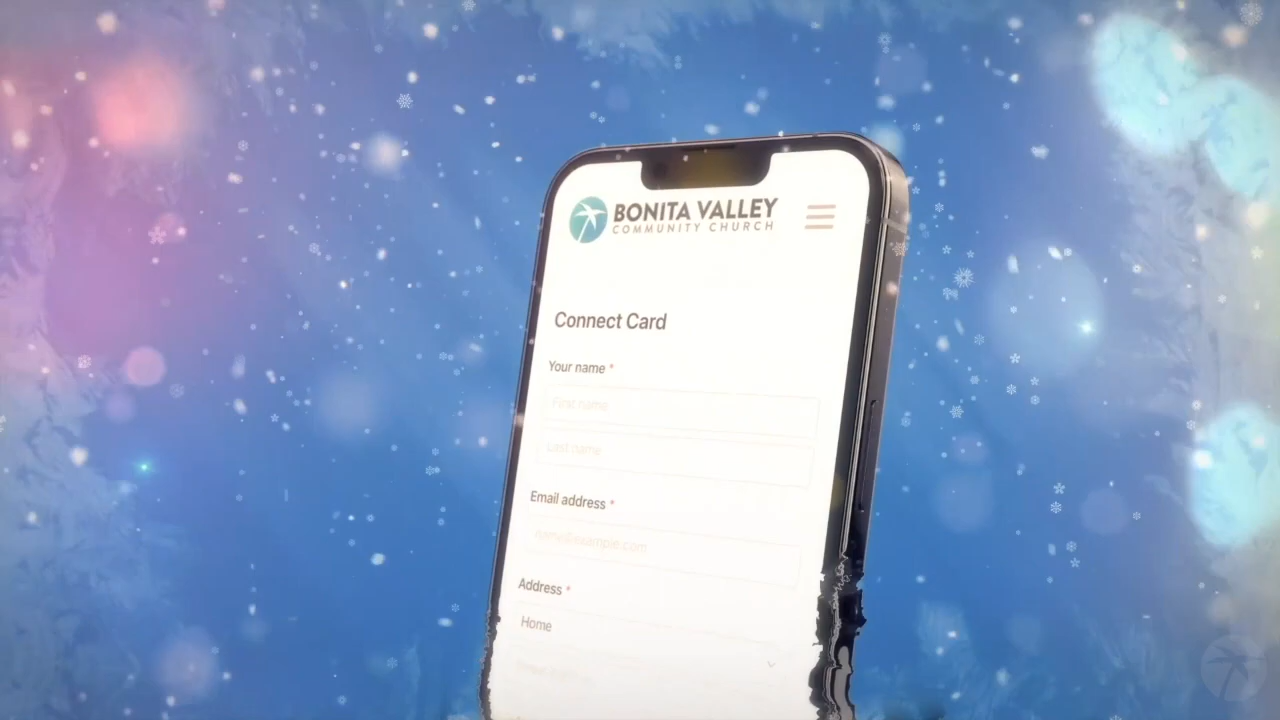 BONITA VALLEY
COMMUNITY CHURCH
Connect Card
Your name *
First name
Last name
Email address *
name@example.com
Address *
Home